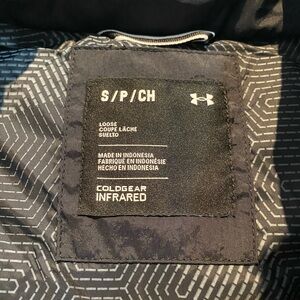 S/P/CH
LOOSE
COUPE LÂCHE
SUELTO
MADE IN INDONESIA
FABRIQUÉ EN INDONÉSIE
HECHO EN INDONESIA
COLDGEAR
INFRARED